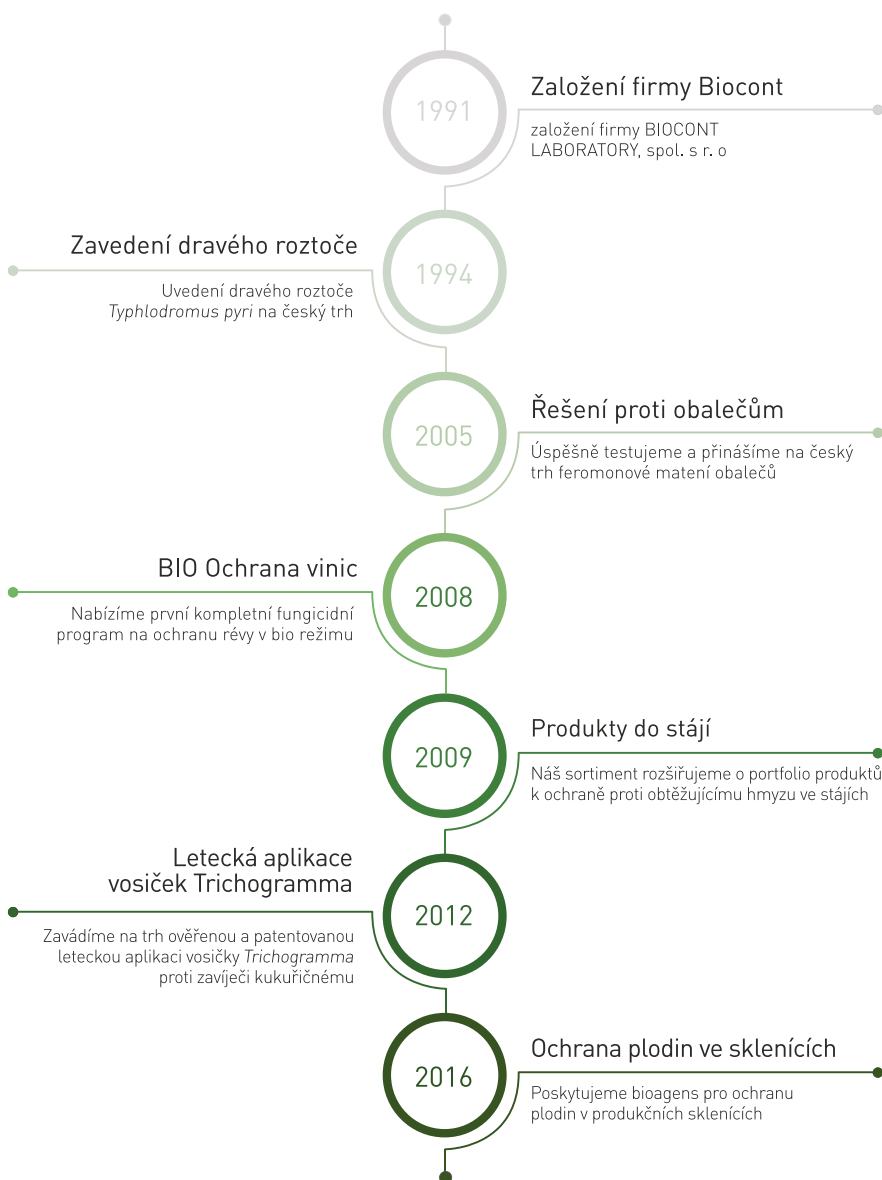 1991
Založení firmy Biocont
založení firmy BIOCONT
LABORATORY, spol. s r. o
Zavedení dravého roztoče
1994
Uvedení dravého roztoče
Typhlodromus pyri na český trh
2005
Řešení proti obalečům
Úspěšně testujeme a přinášíme na český
trh feromonové matení obalečů
BIO Ochrana vinic
2008
Nabízíme první kompletní fungicidní
program na ochranu révy v bio režimu
2009
Produkty do stájí
Náš sortiment rozšiřujeme o portfolio produktů
k ochraně proti obtěžujícímu hmyzu ve stájích
Letecká aplikace
vosiček Trichogramma
2012
Zavádíme na trh ověřenou a patentovanou
leteckou aplikaci vosičky Trichogramma
proti zavíječi kukuřičnému
2016
Ochrana plodin ve sklenících
Poskytujeme bioagens pro ochranu
plodin v produkčních sklenících